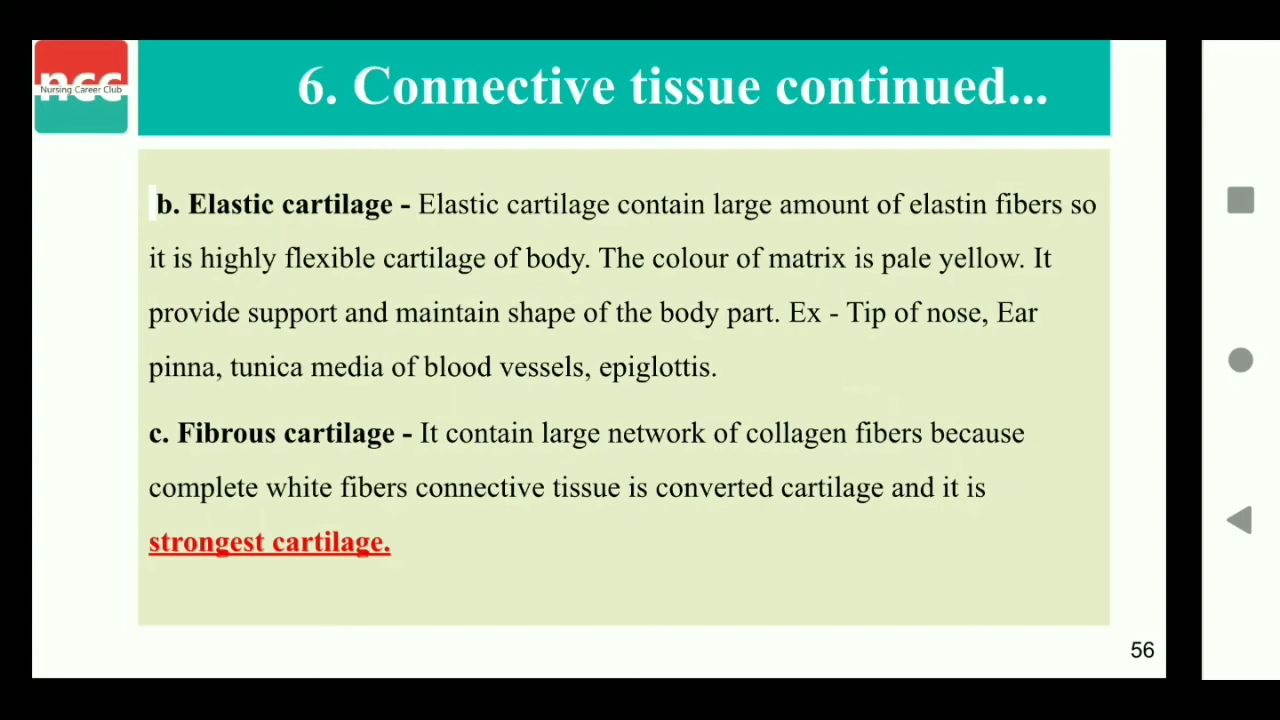 ncc
Nursing Career Club
6. Connective tissue continued...
b. Elastic cartilage - Elastic cartilage contain large amount of elastin fibers so
it is highly flexible cartilage of body. The colour of matrix is pale yellow. It
provide support and maintain shape of the body part. Ex - Tip of nose, Ear
pinna, tunica media of blood vessels, epiglottis.
c. Fibrous cartilage - It contain large network of collagen fibers because
complete white fibers connective tissue is converted cartilage and it is
strongest cartilage.
56